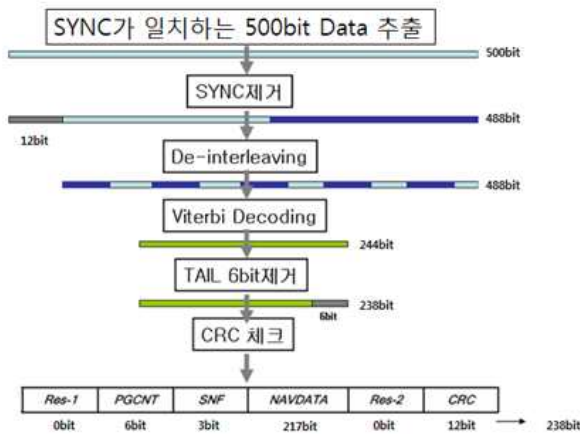 SYNC가 일치하는 500bit Data 추출
500bit
SYNC제거
488bit
12bit
De-interleaving
488bit
Viterbi Decoding
244bit
TAIL 6bit제거
238bit
6bit
CRC 체크
Res-1 PGCNT SNF NAVDATA Res-2 CRC
0bit 6bit 3bit 217bit 0bit 12bit 238bit